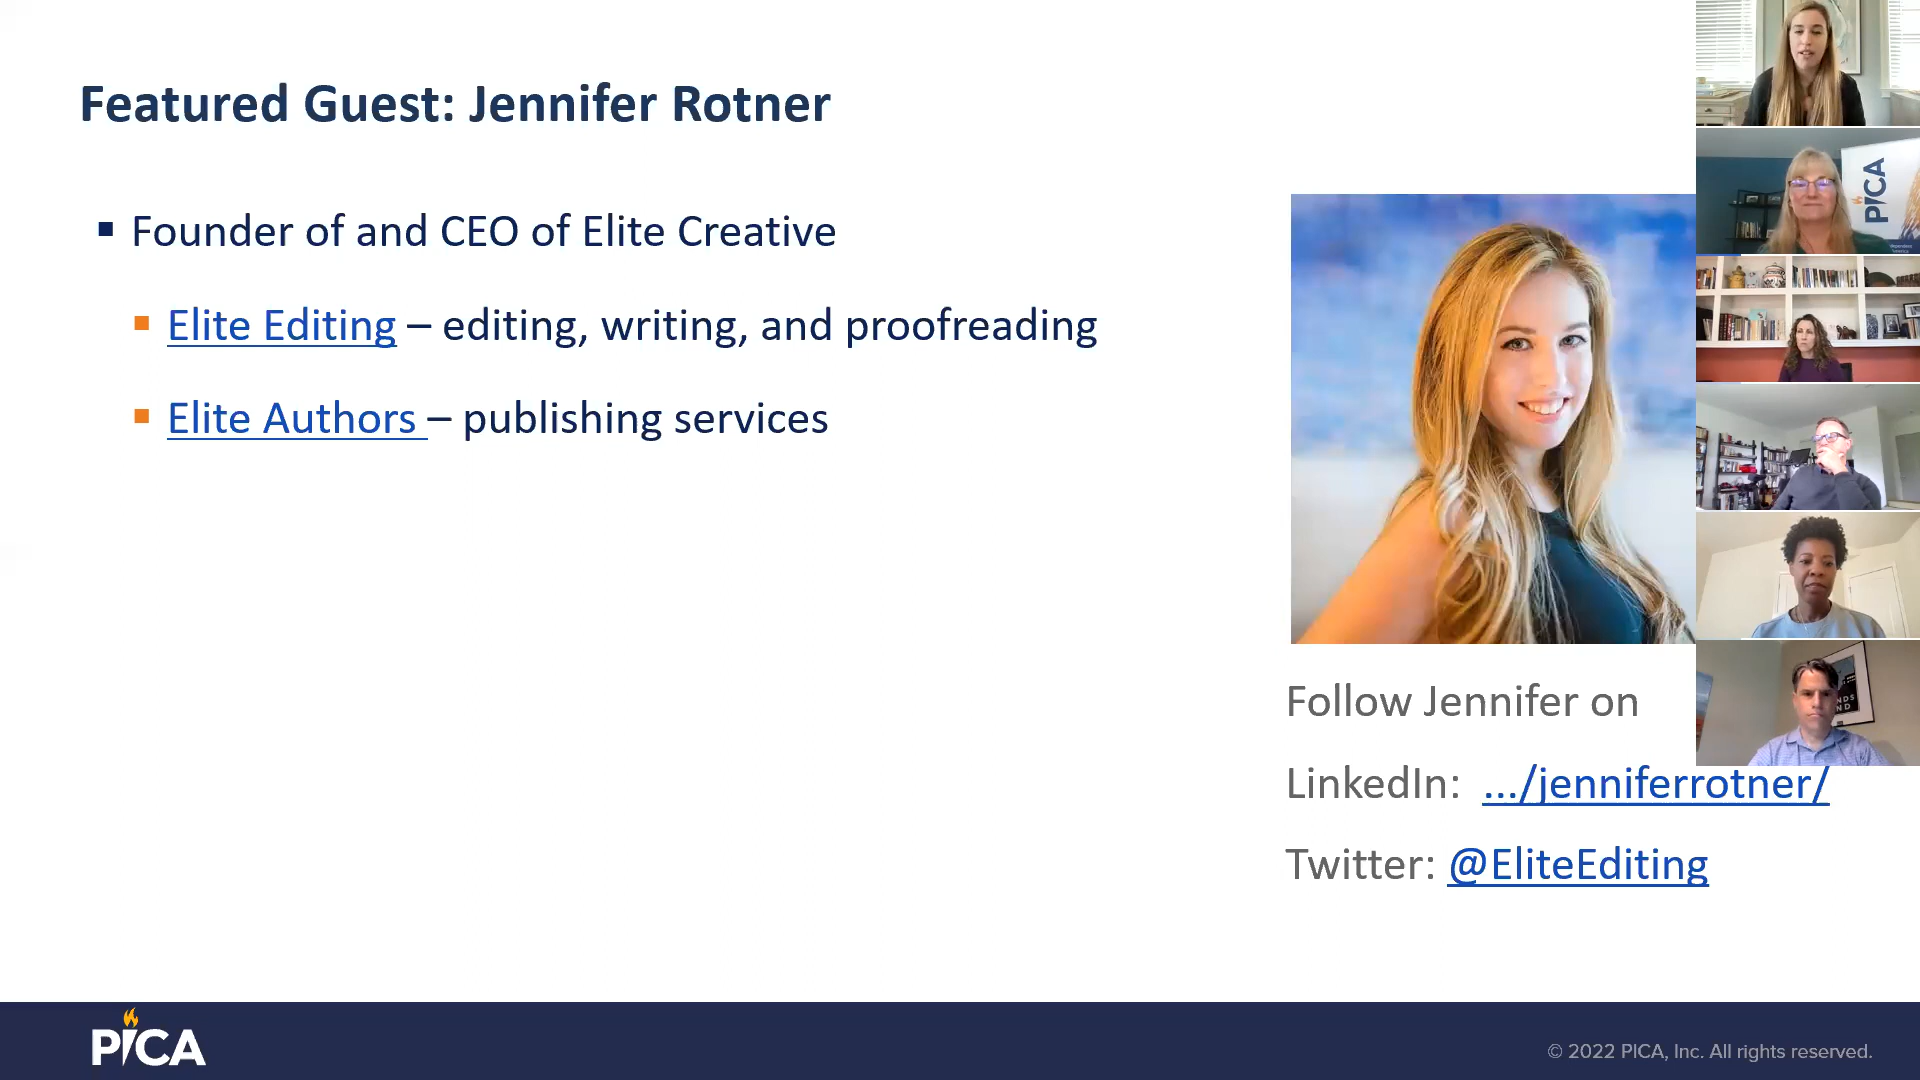 Featured Guest: Jennifer Rotner
Founder of and CEO of Elite Creative
Elite Editing – editing, writing, and proofreading
Elite Authors – publishing services
Follow Jennifer on
LinkedIn: .../jenniferrotner/
Twitter: @EliteEditing
PICA
PICA
© 2022 PICA, Inc. All rights reserved.